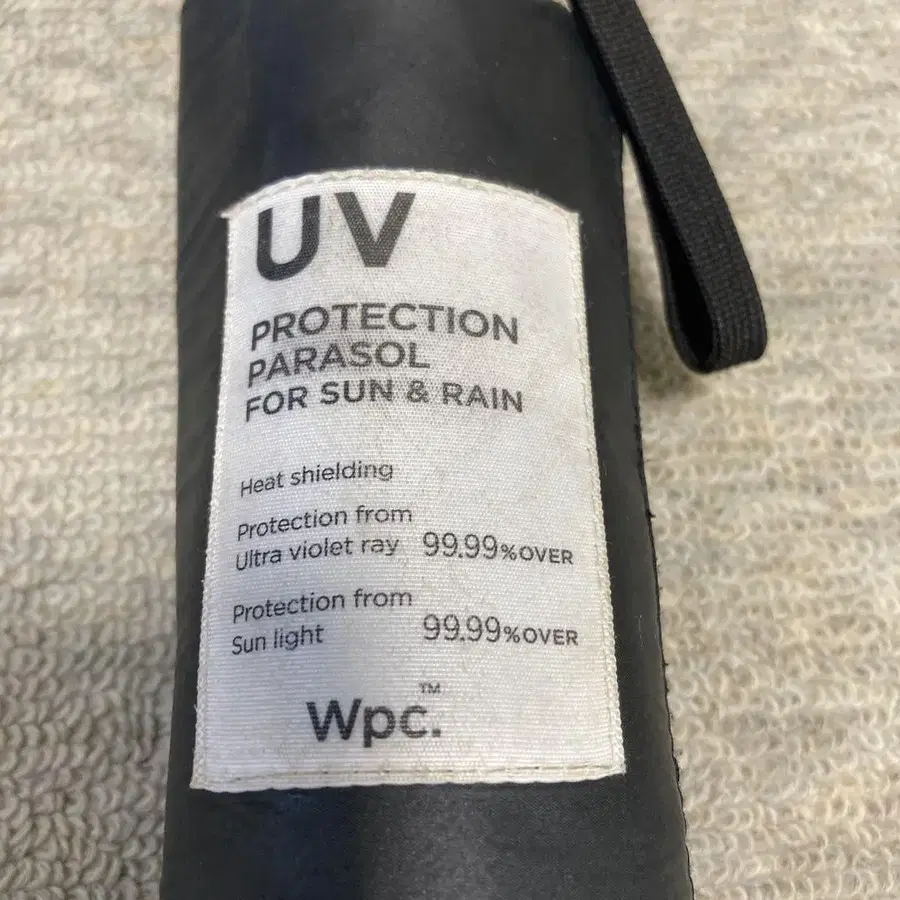 UV
PROTECTION
PARASOL
FOR SUN & RAIN
Heat shielding
Protection from
Ultra violet ray 99.99%OVER
Protection from
Sun light 99.99%OVER
Wpc.™